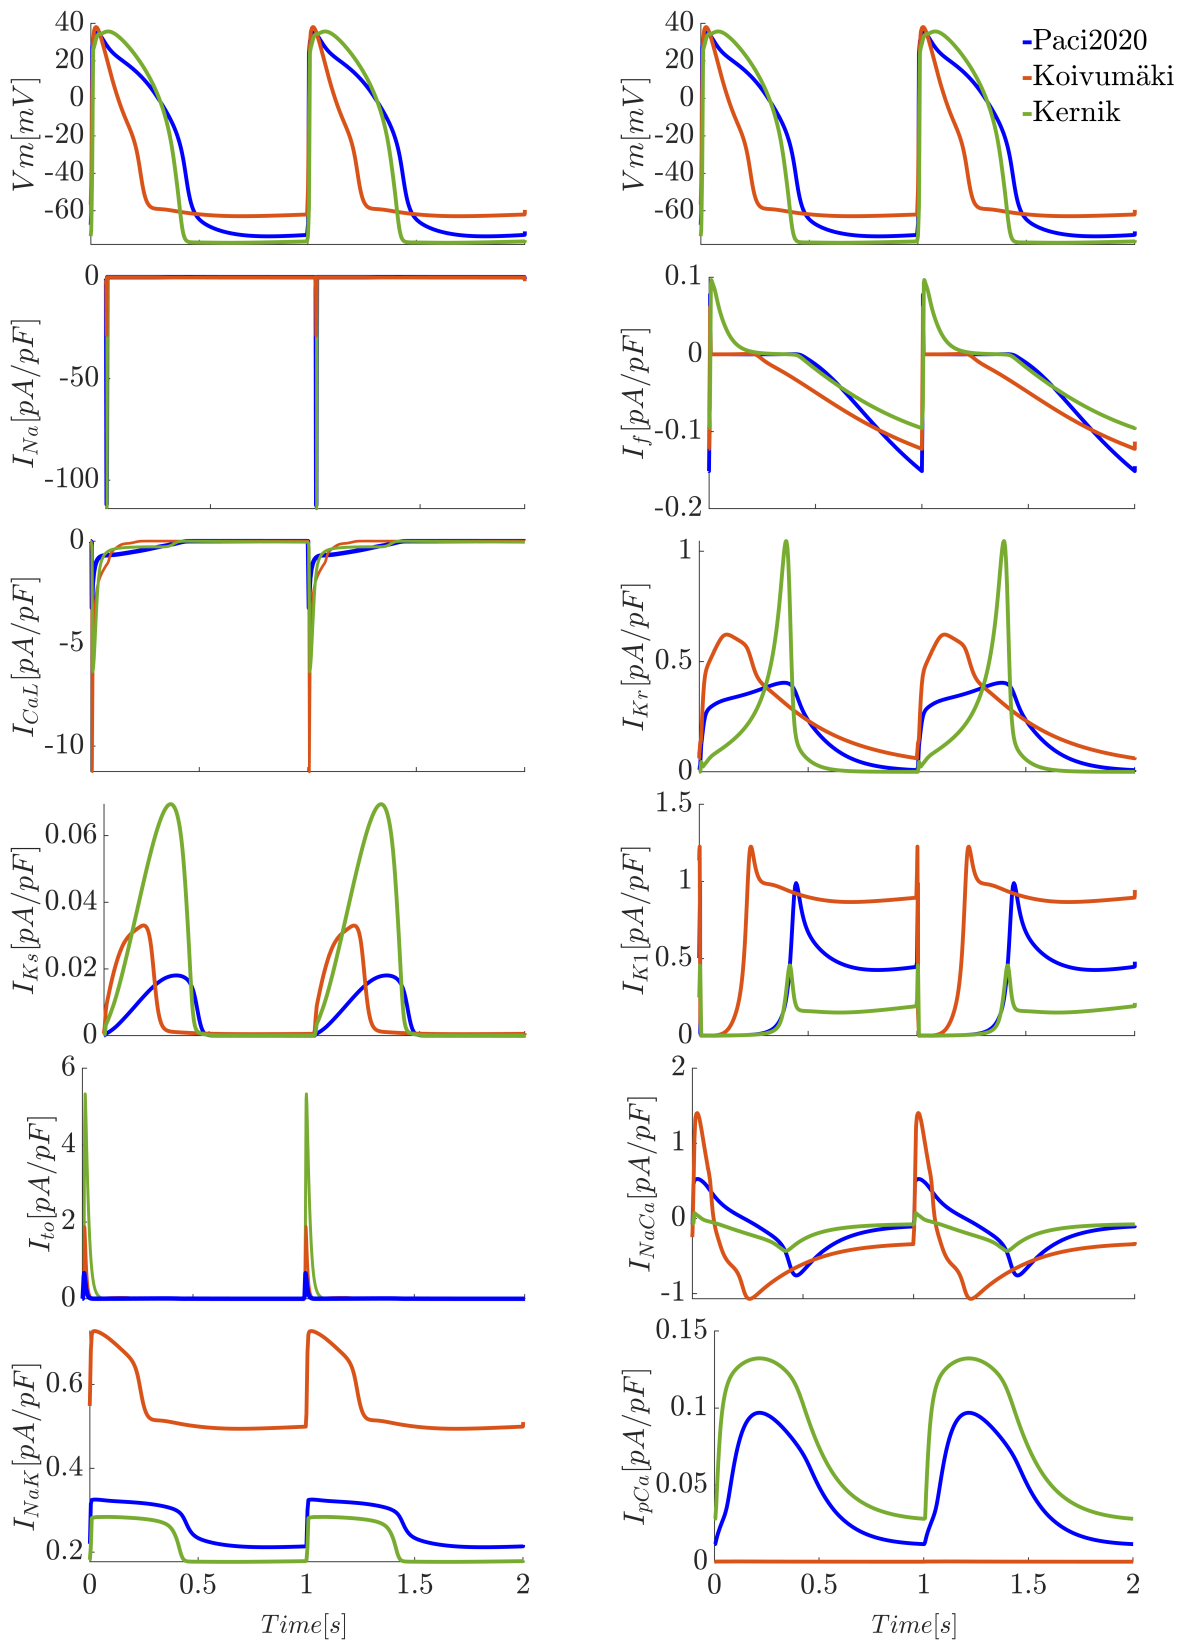 40
20
0
-20
-40
-60
Vm[mV]
40
20
0
-20
-40
-60
Vm[mV]
Paci2020
Koivumäki
Kernik
0
-50
-100
I_Na[pA/pF]
0.1
0
-0.1
-0.2
I_f[pA/pF]
0
-5
-10
I_CaL[pA/pF]
1
0.5
0
I_Kr[pA/pF]
0.06
0.04
0.02
0
I_Ks[pA/pF]
1.5
1
0.5
0
I_K1[pA/pF]
6
4
2
0
I_to[pA/pF]
2
1
0
-1
I_NaCa[pA/pF]
0.6
0.4
0.2
I_NaK[pA/pF]
0 0.5 1 1.5 2
Time[s]
0.15
0.1
0.05
0
I_pCa[pA/pF]
0 0.5 1 1.5 2
Time[s]